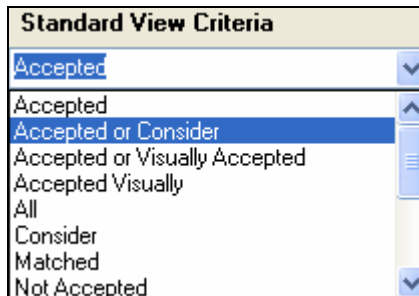 Standard View Criteria
Accepted
Accepted
Accepted or Consider
Accepted or Visually Accepted
Accepted Visually
All
Consider
Matched
Not Accepted